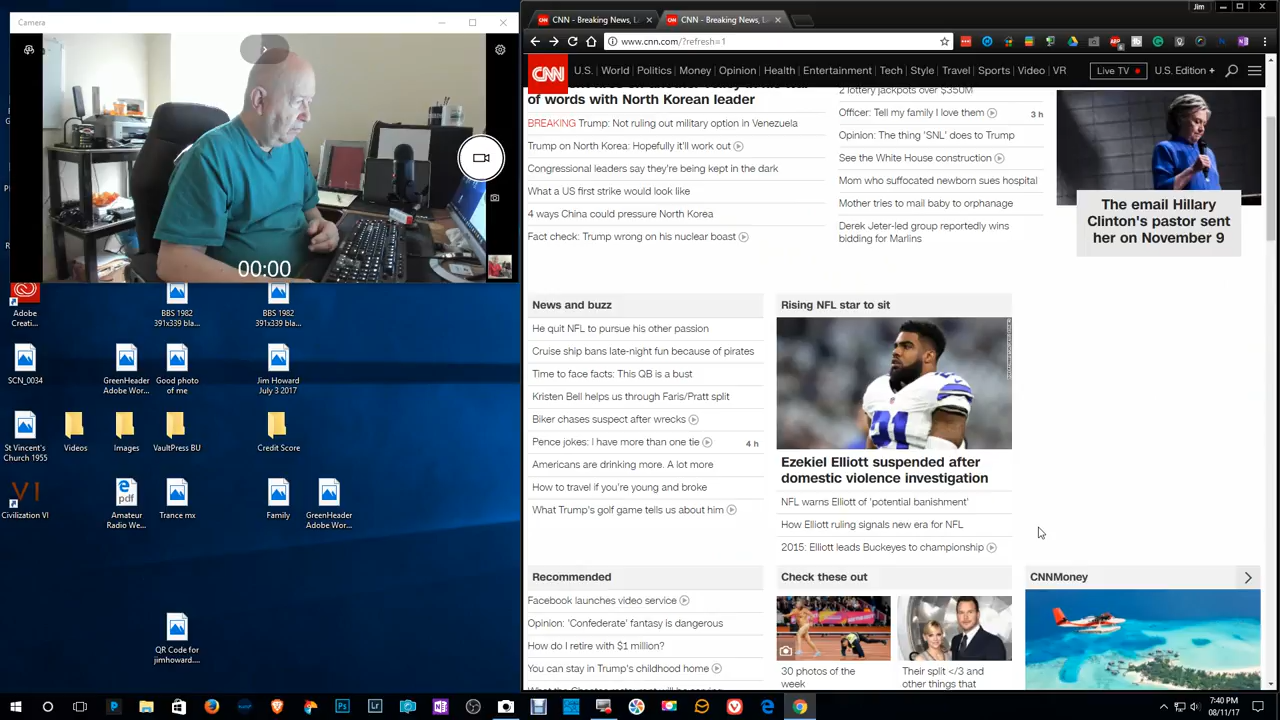 Camera
00:00
Adobe
Creati...
BBS 1982
391x339 bla...
BBS 1982
391x339 bla...
SCN_0034
GreenHeader
Adobe Wor...
Good photo
of me
Jim Howard
July 3 2017
St Vincent's
Church 1955
Videos
Images
VaultPress BU
Credit Score
VI
Civilization VI
pdf
Amateur
Radio We...
Trance mx
Family
GreenHeader
Adobe Wor...
QR Code for
jimhoward....
CNN - Breaking News, L
CNN - Breaking News, L
Jim
www.cnn.com/?refresh=1
CNN
U.S. World Politics Money Opinion Health Entertainment Tech Style Travel Sports Video VR
Live TV
U.S. Edition +
of words with North Korean leader
BREAKING Trump: Not ruling out military option in Venezuela
Trump on North Korea: Hopefully it'll work out
Congressional leaders say they're being kept in the dark
What a US first strike would look like
4 ways China could pressure North Korea
Fact check: Trump wrong on his nuclear boast
2 lottery jackpots over $350M
Officer: Tell my family I love them
3 h
Opinion: The thing 'SNL' does to Trump
See the White House construction
Mom who suffocated newborn sues hospital
Mother tries to mail baby to orphanage
Derek Jeter-led group reportedly wins
bidding for Marlins
The email Hillary
Clinton's pastor sent
her on November 9
News and buzz
He quit NFL to pursue his other passion
Cruise ship bans late-night fun because of pirates
Time to face facts: This QB is a bust
Kristen Bell helps us through Faris/Pratt split
Biker chases suspect after wrecks
Pence jokes: I have more than one tie
4 h
Americans are drinking more. A lot more
How to travel if you're young and broke
What Trump's golf game tells us about him
Rising NFL star to sit
Ezekiel Elliott suspended after
domestic violence investigation
NFL warns Elliott of 'potential banishment'
How Elliott ruling signals new era for NFL
2015: Elliott leads Buckeyes to championship
Recommended
Facebook launches video service
Opinion: 'Confederate' fantasy is dangerous
How do I retire with $1 million?
You can stay in Trump's childhood home
Check these out
30 photos of the
week
Their split </3 and
other things that
CNNMoney
7:40 PM
08/11/17